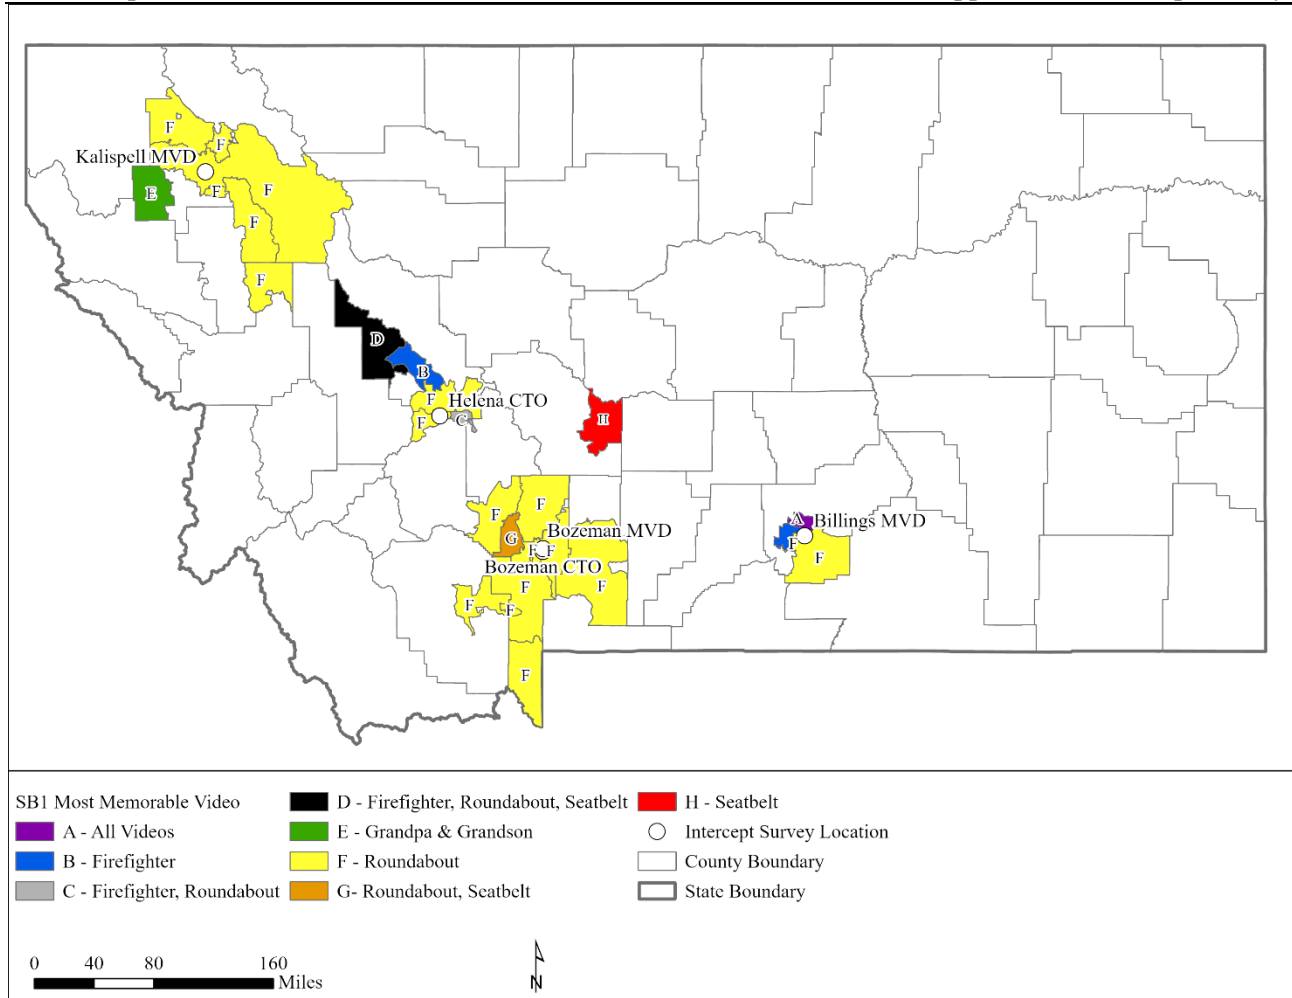 F
F
Kalispell MVD
E
F
F
F
F
D
B
F
Helena CTO
F
C
H
F
F
G
Bozeman MVD
F
F
Bozeman CTO
F
F
F
F
F
A
Billings MVD
F
F
SB1 Most Memorable Video
A - All Videos
B - Firefighter
C - Firefighter, Roundabout
D - Firefighter, Roundabout, Seatbelt
E - Grandpa & Grandson
F - Roundabout
G- Roundabout, Seatbelt
H - Seatbelt
Intercept Survey Location
County Boundary
State Boundary
0 40 80 160
Miles
N